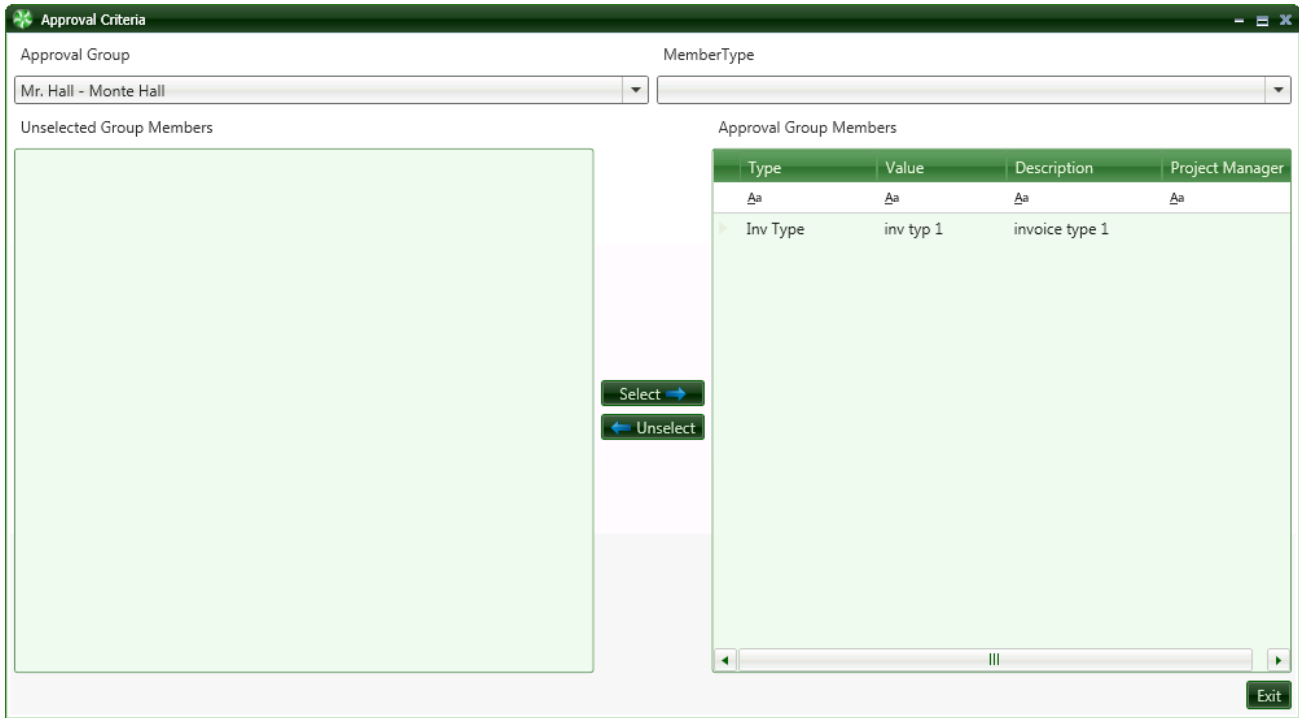 Approval Criteria
Approval Group
MemberType
Mr. Hall - Monte Hall
Unselected Group Members
Approval Group Members
Type Value Description Project Manager
Aa Aa Aa Aa
Inv Type inv typ 1 invoice type 1
Select
Unselect
Exit